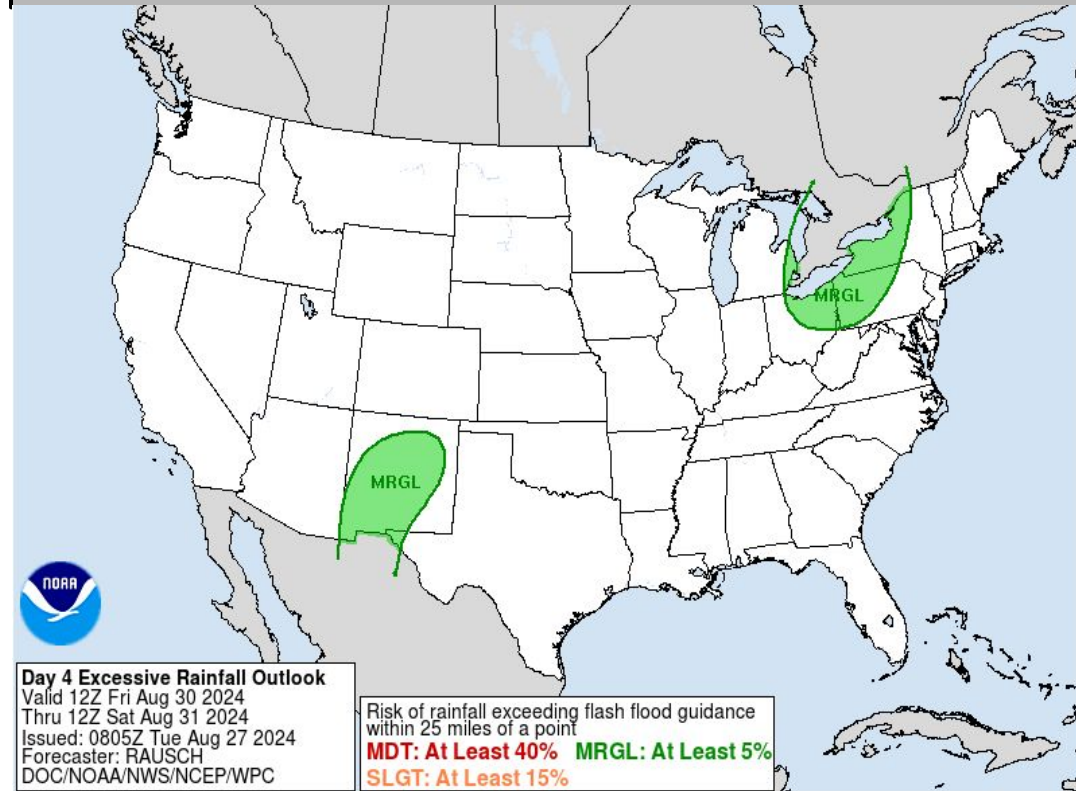 MRGL
MRGL
NOAA
Day 4 Excessive Rainfall Outlook
Valid 12Z Fri Aug 30 2024
Thru 12Z Sat Aug 31 2024
Issued: 0805Z Tue Aug 27 2024
Forecaster: RAUSCH
DOC/NOAA/NWS/NCEP/WPC
Risk of rainfall exceeding flash flood guidance
within 25 miles of a point
MDT: At Least 40% MRGL: At Least 5%
SLGT: At Least 15%